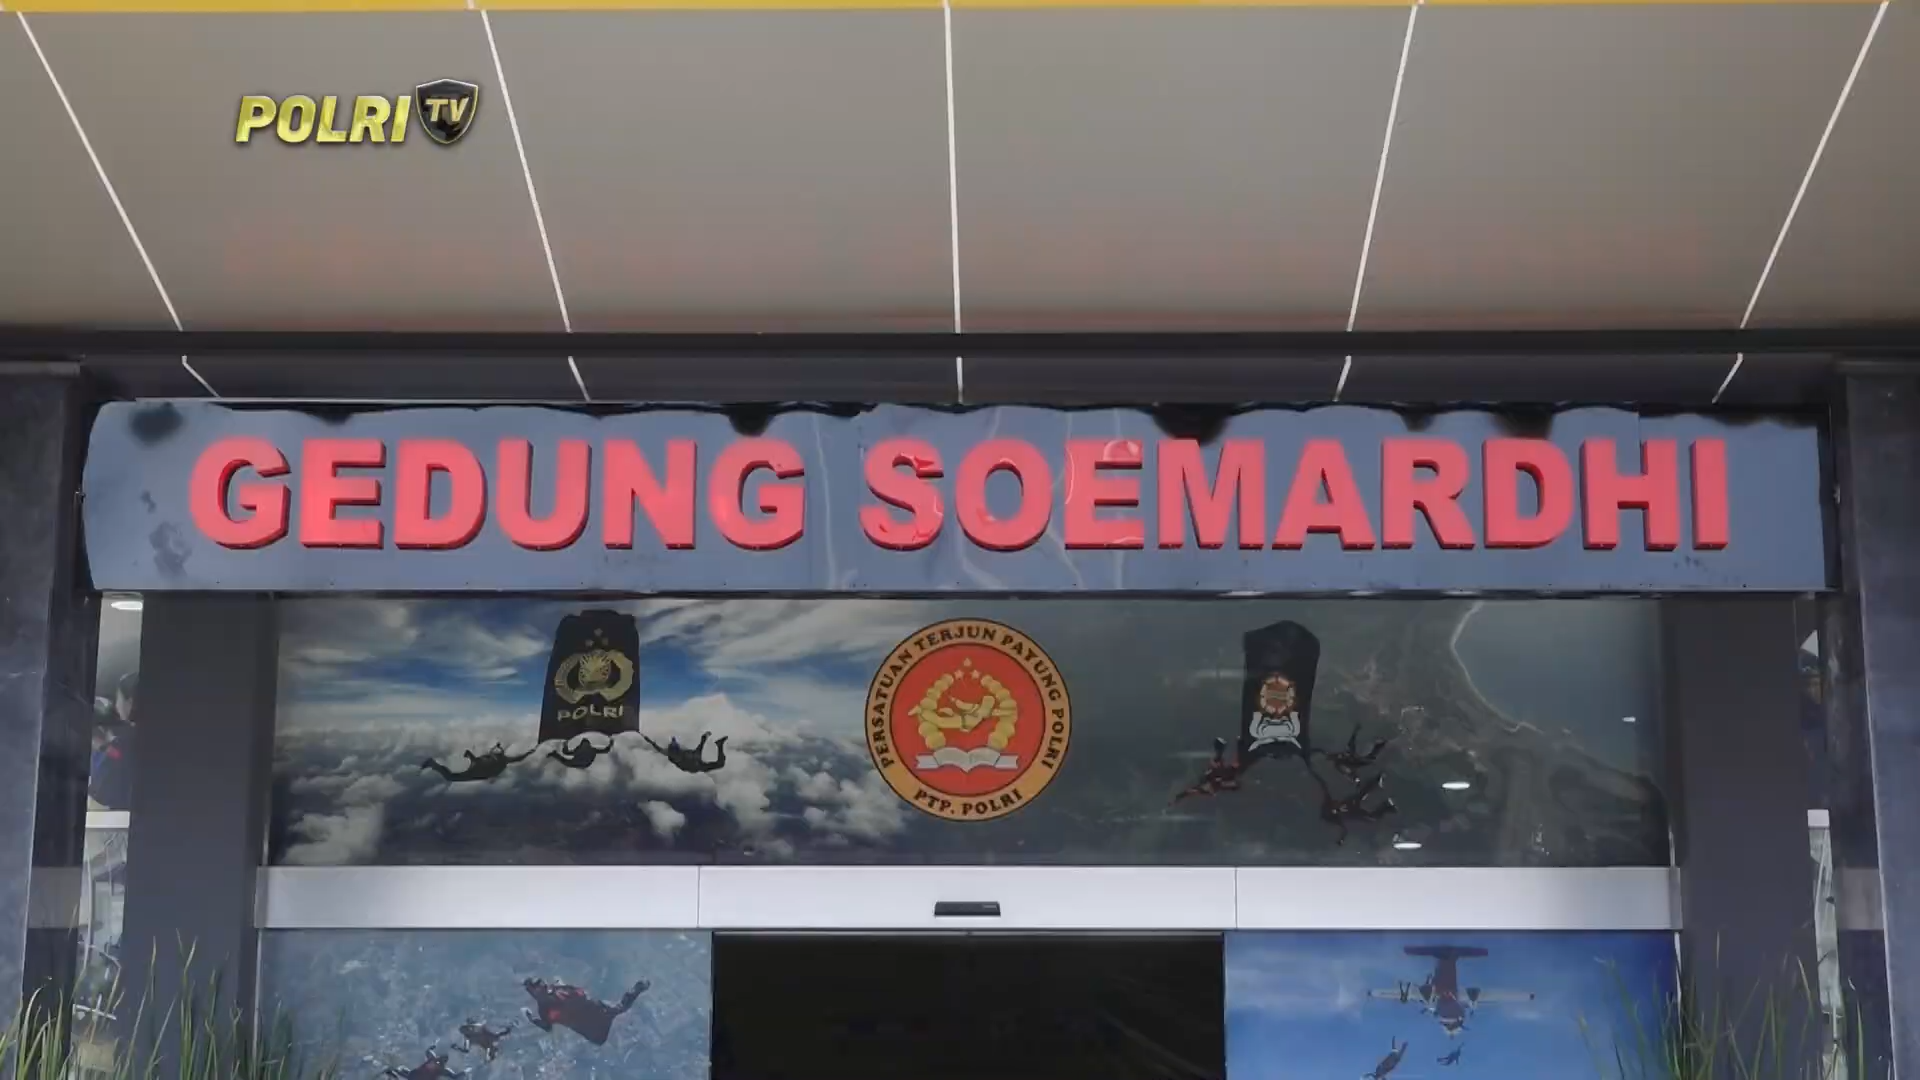 POLRI TV
GEDUNG SOEMARDHI
POLRI
PERSATUAN TERJUN PAYUNG POLRI
PTP. POLRI